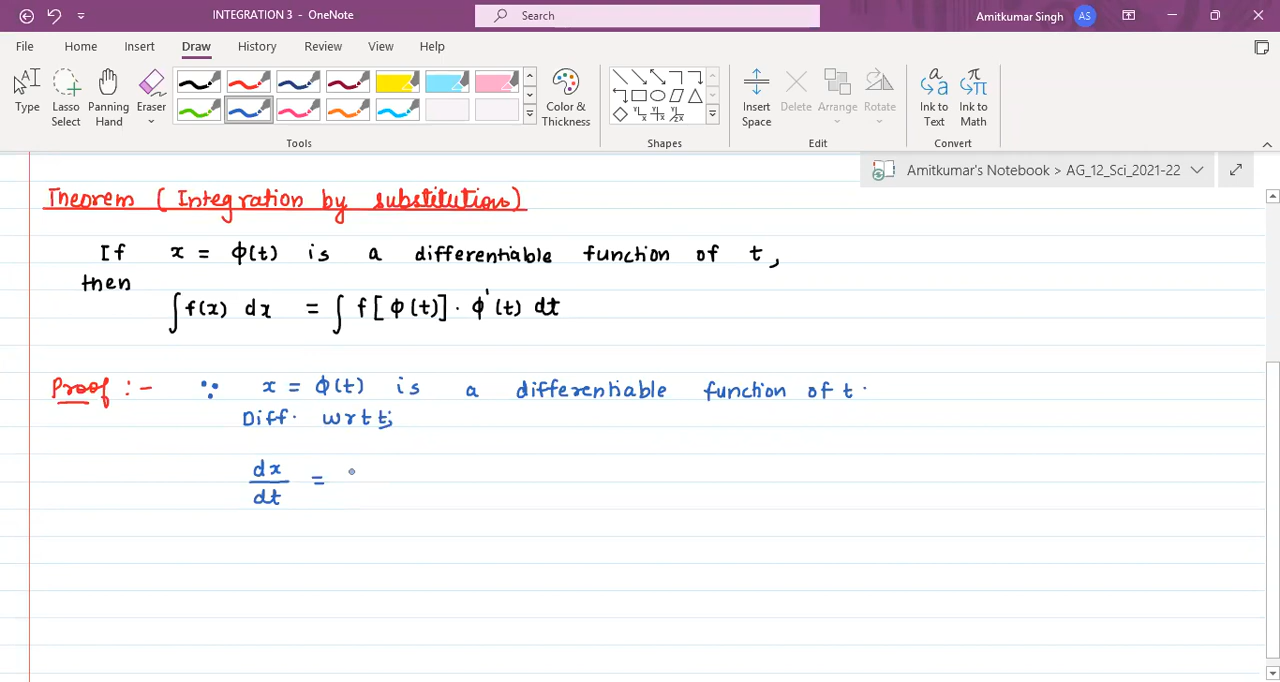 INTEGRATION 3 - OneNote
Search
Amitkumar Singh AS
File Home Insert Draw History Review View Help
Type
Lasso Select
Panning Hand
Eraser
Color & Thickness
Insert Space
Delete
Arrange
Rotate
Ink to Text
Ink to Math
Tools
Shapes
Edit
Convert
Amitkumar's Notebook > AG_12_Sci_2021-22
Theorem ( Integration by substitution )
If x = ϕ(t) is a differentiable function of t,
then
∫ f(x) dx = ∫ f[ϕ(t)] · ϕ'(t) dt
Proof :- ∵ x = ϕ(t) is a differentiable function of t.
Diff. wrt t,
dx/dt =